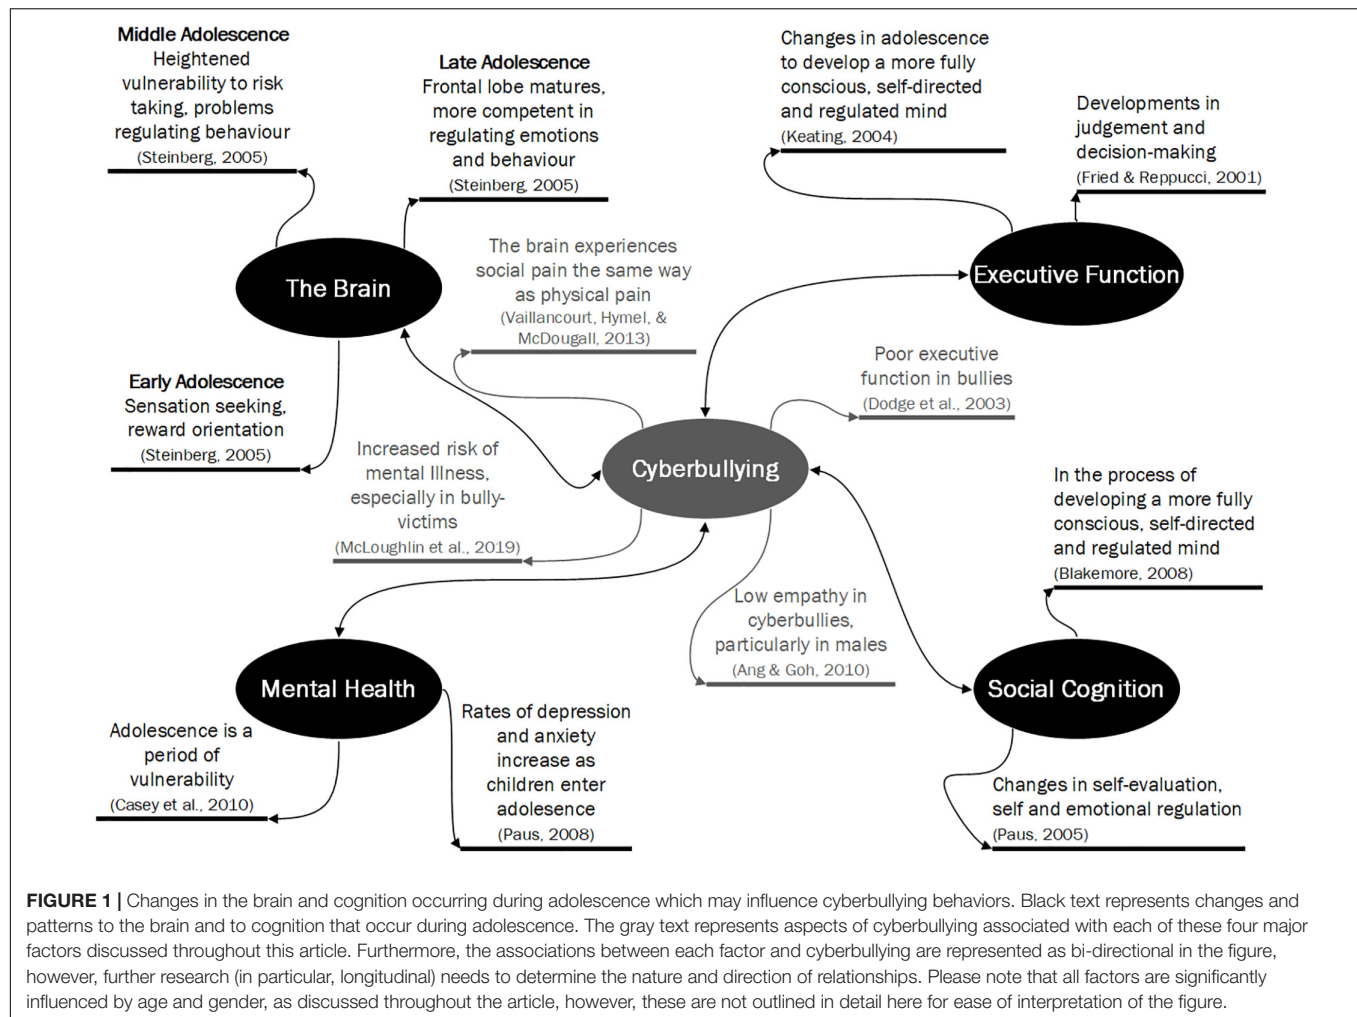 Middle Adolescence
Heightened
vulnerability to risk
taking, problems
regulating behaviour
(Steinberg, 2005)
Late Adolescence
Frontal lobe matures,
more competent in
regulating emotions
and behaviour
(Steinberg, 2005)
Changes in adolescence
to develop a more fully
conscious, self-directed
and regulated mind
(Keating, 2004)
Developments in
judgement and
decision-making
(Fried & Reppucci, 2001)
The Brain
The brain experiences
social pain the same way
as physical pain
(Vaillancourt, Hymel, &
McDougall, 2013)
Executive Function
Early Adolescence
Sensation seeking,
reward orientation
(Steinberg, 2005)
Poor executive
function in bullies
(Dodge et al., 2003)
Increased risk of
mental Illness,
especially in bully-
victims
(McLoughlin et al., 2019)
Cyberbullying
In the process of
developing a more fully
conscious, self-directed
and regulated mind
(Blakemore, 2008)
Low empathy in
cyberbullies,
particularly in males
(Ang & Goh, 2010)
Mental Health
Social Cognition
Adolescence is a
period of
vulnerability
(Casey et al., 2010)
Rates of depression
and anxiety
increase as
children enter
adolesence
(Paus, 2008)
Changes in self-evaluation,
self and emotional regulation
(Paus, 2005)
FIGURE 1 | Changes in the brain and cognition occurring during adolescence which may influence cyberbullying behaviors. Black text represents changes and
patterns to the brain and to cognition that occur during adolescence. The gray text represents aspects of cyberbullying associated with each of these four major
factors discussed throughout this article. Furthermore, the associations between each factor and cyberbullying are represented as bi-directional in the figure,
however, further research (in particular, longitudinal) needs to determine the nature and direction of relationships. Please note that all factors are significantly
influenced by age and gender, as discussed throughout the article, however, these are not outlined in detail here for ease of interpretation of the figure.